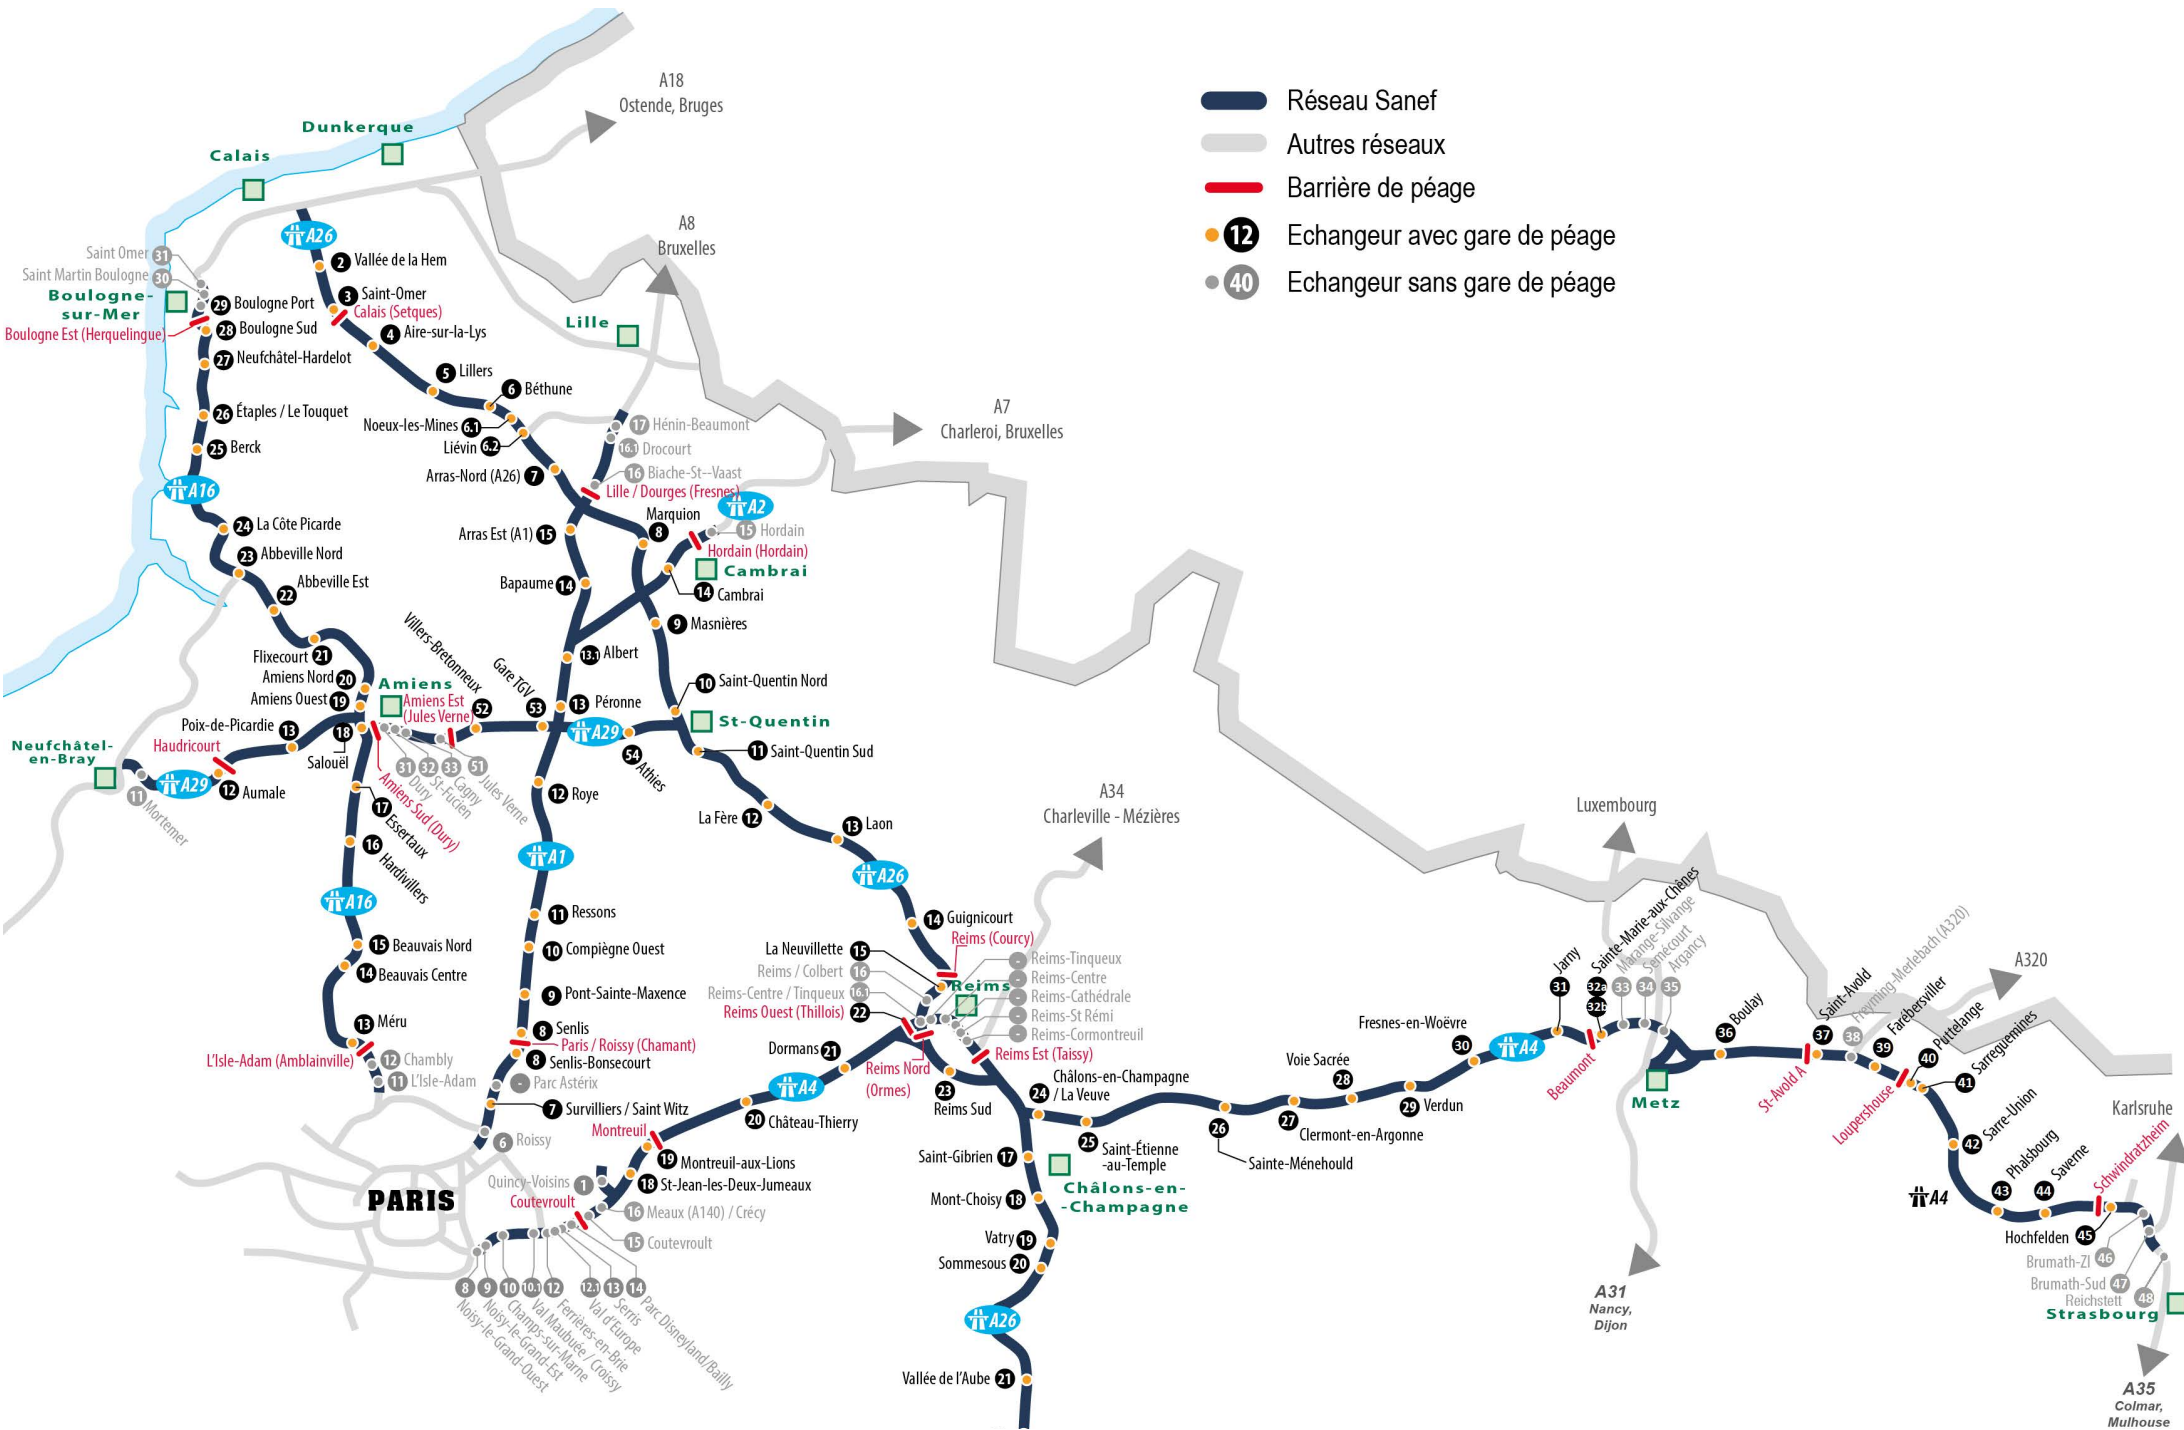 A18
Ostende, Bruges
Dunkerque
Calais
A26
A8
Bruxelles
Réseau Sanef
Autres réseaux
Barrière de péage
12 Echangeur avec gare de péage
40 Echangeur sans gare de péage
Saint Omer 31
Saint Martin Boulogne 30
Boulogne-
sur-Mer
Boulogne Est (Herquelingue)
29 Boulogne Port
28 Boulogne Sud
27 Neufchâtel-Hardelot
26 Étaples / Le Touquet
25 Berck
A16
24 La Côte Picarde
23 Abbeville Nord
Abbeville Est
22
Flixecourt 21
Amiens Nord 20
Amiens Ouest 19
2 Vallée de la Hem
3 Saint-Omer
Calais (Setques)
4 Aire-sur-la-Lys
5 Lillers
6 Béthune
Noeux-les-Mines 6.1
Liévin 6.2
Arras-Nord (A26) 7
Lille
A7
Charleroi, Bruxelles
17 Hénin-Beaumont
16.1 Drocourt
16 Biache-St--Vaast
Lille / Dourges (Fresnes)
A2
Marquion
8
15 Hordain
Hordain (Hordain)
Cambrai
14 Cambrai
Arras Est (A1) 15
Bapaume 14
9 Masnières
13.1 Albert
10 Saint-Quentin Nord
Amiens
Amiens Est
(Jules Verne)
Villers-Bretonneux
52
Gare TGV
53
13 Péronne
A29
St-Quentin
11 Saint-Quentin Sud
54
Athies
Poix-de-Picardie 13
Haudricourt
18
Salouël
Neufchâtel-
en-Bray
11
Mortemer
A29
12 Aumale
31 32 33 51
Dury
St-Fucien
Cagny
Jules Verne
Amiens Sud (Dury)
17
Essertaux
16
Hardivillers
A16
15 Beauvais Nord
14 Beauvais Centre
13 Méru
L'Isle-Adam (Amblainville)
12 Chambly
11 L'Isle-Adam
12 Roye
A1
11 Ressons
10 Compiègne Ouest
9 Pont-Sainte-Maxence
8 Senlis
Paris / Roissy (Chamant)
8 Senlis-Bonsecourt
- Parc Astérix
7 Survilliers / Saint Witz
6 Roissy
La Fère 12
13 Laon
A26
14 Guignicourt
Reims (Courcy)
A34
Charleville - Mézières
La Neuvillette 15
Reims / Colbert 16
Reims-Centre / Tinqueux 16.1
Reims Ouest (Thillois) 22
Reims
- Reims-Tinqueux
- Reims-Centre
- Reims-Cathédrale
- Reims-St Rémi
- Reims-Cormontreuil
Reims Est (Taissy)
Reims Nord
(Ormes)
23
Reims Sud
Dormans 21
A4
20 Château-Thierry
Montreuil
19 Montreuil-aux-Lions
18 St-Jean-les-Deux-Jumeaux
Quincy-Voisins 1
Coutevroult
16 Meaux (A140) / Crécy
15 Coutevroult
PARIS
8 9 10 10.1 12 12.1 13 14
Noisy-le-Grand-Ouest
Noisy-le-Grand-Est
Champs-sur-Marne
Val Maubuée / Croissy
Ferrières-en-Brie
Val d'Europe
Serris
Parc Disneyland/Bailly
24 Châlons-en-Champagne
/ La Veuve
25 Saint-Étienne
-au-Temple
Saint-Gibrien 17
Châlons-en-
-Champagne
Mont-Choisy 18
Vatry 19
Sommesous 20
A26
Vallée de l'Aube 21
26
Sainte-Ménehould
27
Clermont-en-Argonne
Voie Sacrée
28
29 Verdun
Fresnes-en-Woëvre
30
A4
Luxembourg
Jarny
31
Sainte-Marie-aux-Chênes
32a
32b
Marange-Silvange
33
Semécourt
34
Argancy
35
Beaumont
Metz
A31
Nancy,
Dijon
36 Boulay
Saint-Avold
37
St-Avold A
Freyming-Merlebach (A320)
38
Farébersviller
39
A320
Puttelange
40
Loupershouse
Sarreguemines
41
42 Sarre-Union
A4
Phalsbourg
43
Saverne
44
Schwindratzheim
Karlsruhe
Hochfelden 45
Brumath-ZI 46
Brumath-Sud 47
Reichstett 48
Strasbourg
A35
Colmar,
Mulhouse